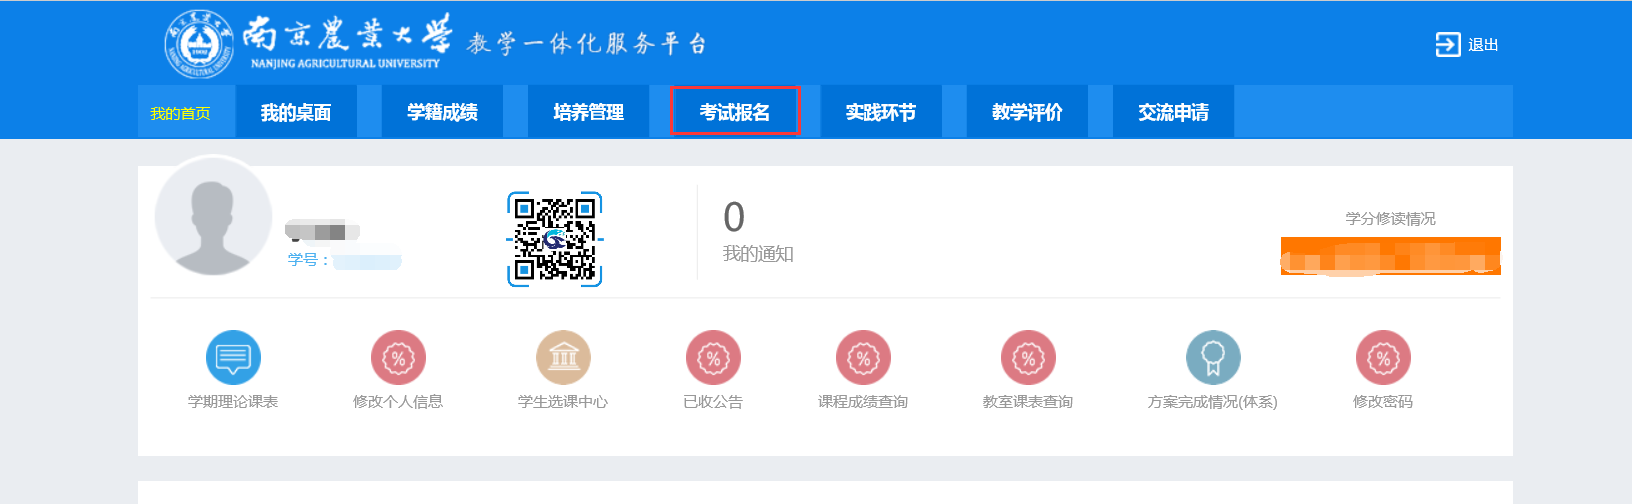 南京農業大学 教学一体化服务平台
NANJING AGRICULTURAL UNIVERSITY
退出
我的首页 我的桌面 学籍成绩 培养管理 考试报名 实践环节 教学评价 交流申请
0
学分修读情况
我的通知
学号：
学期理论课表 修改个人信息 学生选课中心 已收公告 课程成绩查询 教室课表查询 方案完成情况(体系) 修改密码